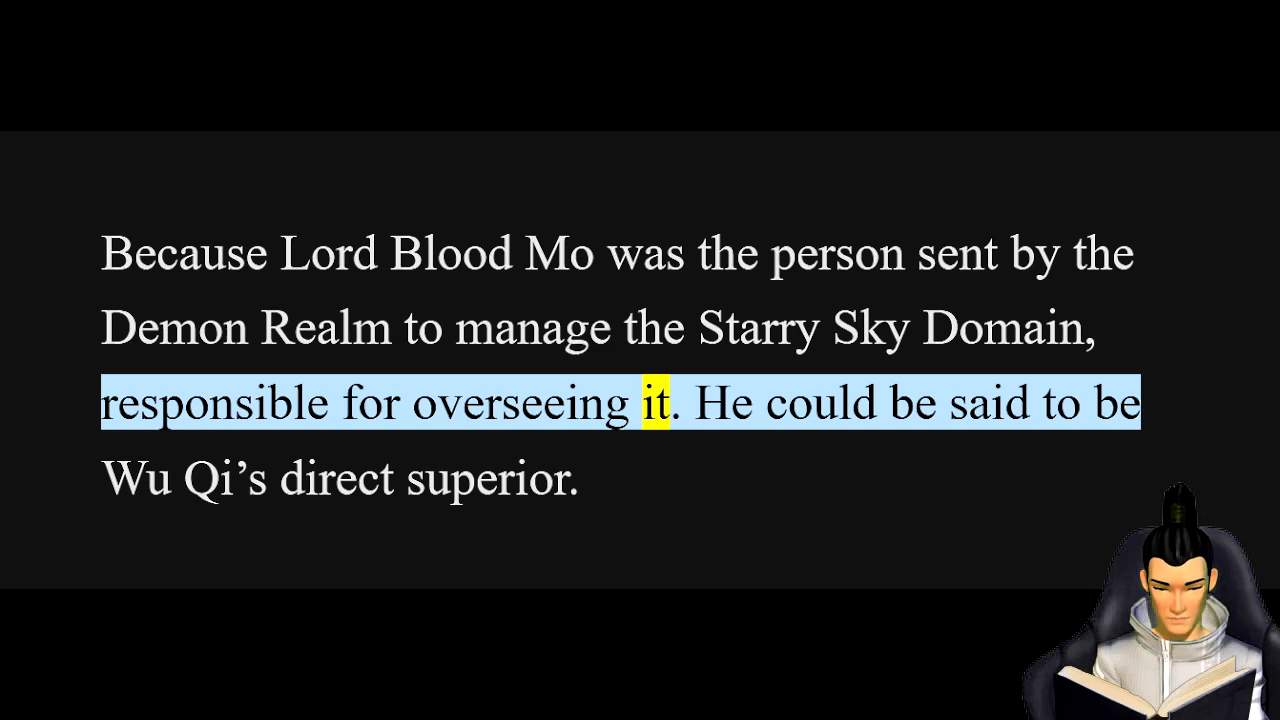 Because Lord Blood Mo was the person sent by the
Demon Realm to manage the Starry Sky Domain,
responsible for overseeing it. He could be said to be
Wu Qi’s direct superior.